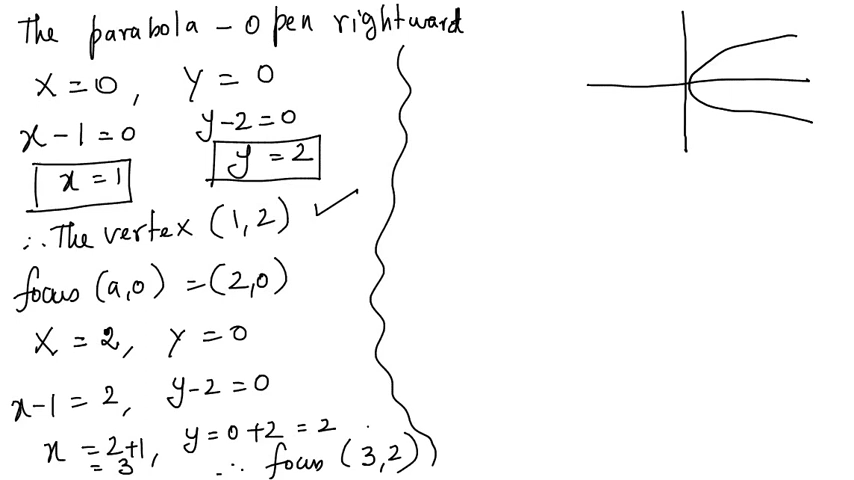 The parabola - Open rightward
X = 0, Y = 0
x - 1 = 0 y - 2 = 0
x = 1 y = 2
∴ The vertex (1, 2) ✓
focus (a, 0) = (2, 0)
X = 2, Y = 0
x - 1 = 2, y - 2 = 0
x = 2 + 1, y = 0 + 2 = 2
= 3 ∴ focus (3, 2)